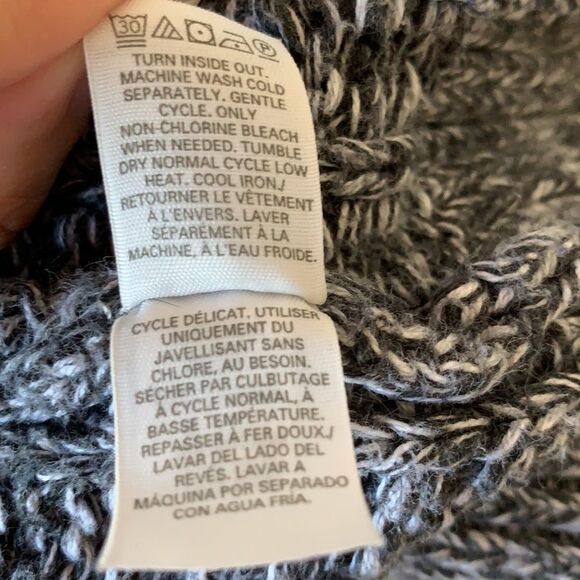 30 P
TURN INSIDE OUT.
MACHINE WASH COLD
SEPARATELY. GENTLE
CYCLE. ONLY
NON-CHLORINE BLEACH
WHEN NEEDED. TUMBLE
DRY NORMAL CYCLE LOW
HEAT. COOL IRON./
RETOURNER LE VÊTEMENT
À L'ENVERS. LAVER
SÉPAREMENT À LA
MACHINE, À L'EAU FROIDE.
CYCLE DÉLICAT. UTILISER
UNIQUEMENT DU
JAVELLISANT SANS
CHLORE, AU BESOIN.
SÉCHER PAR CULBUTAGE
À CYCLE NORMAL, À
BASSE TEMPÉRATURE.
REPASSER À FER DOUX./
LAVAR DEL LADO DEL
REVÉS. LAVAR A
MÁQUINA POR SEPARADO
CON AGUA FRÍA.